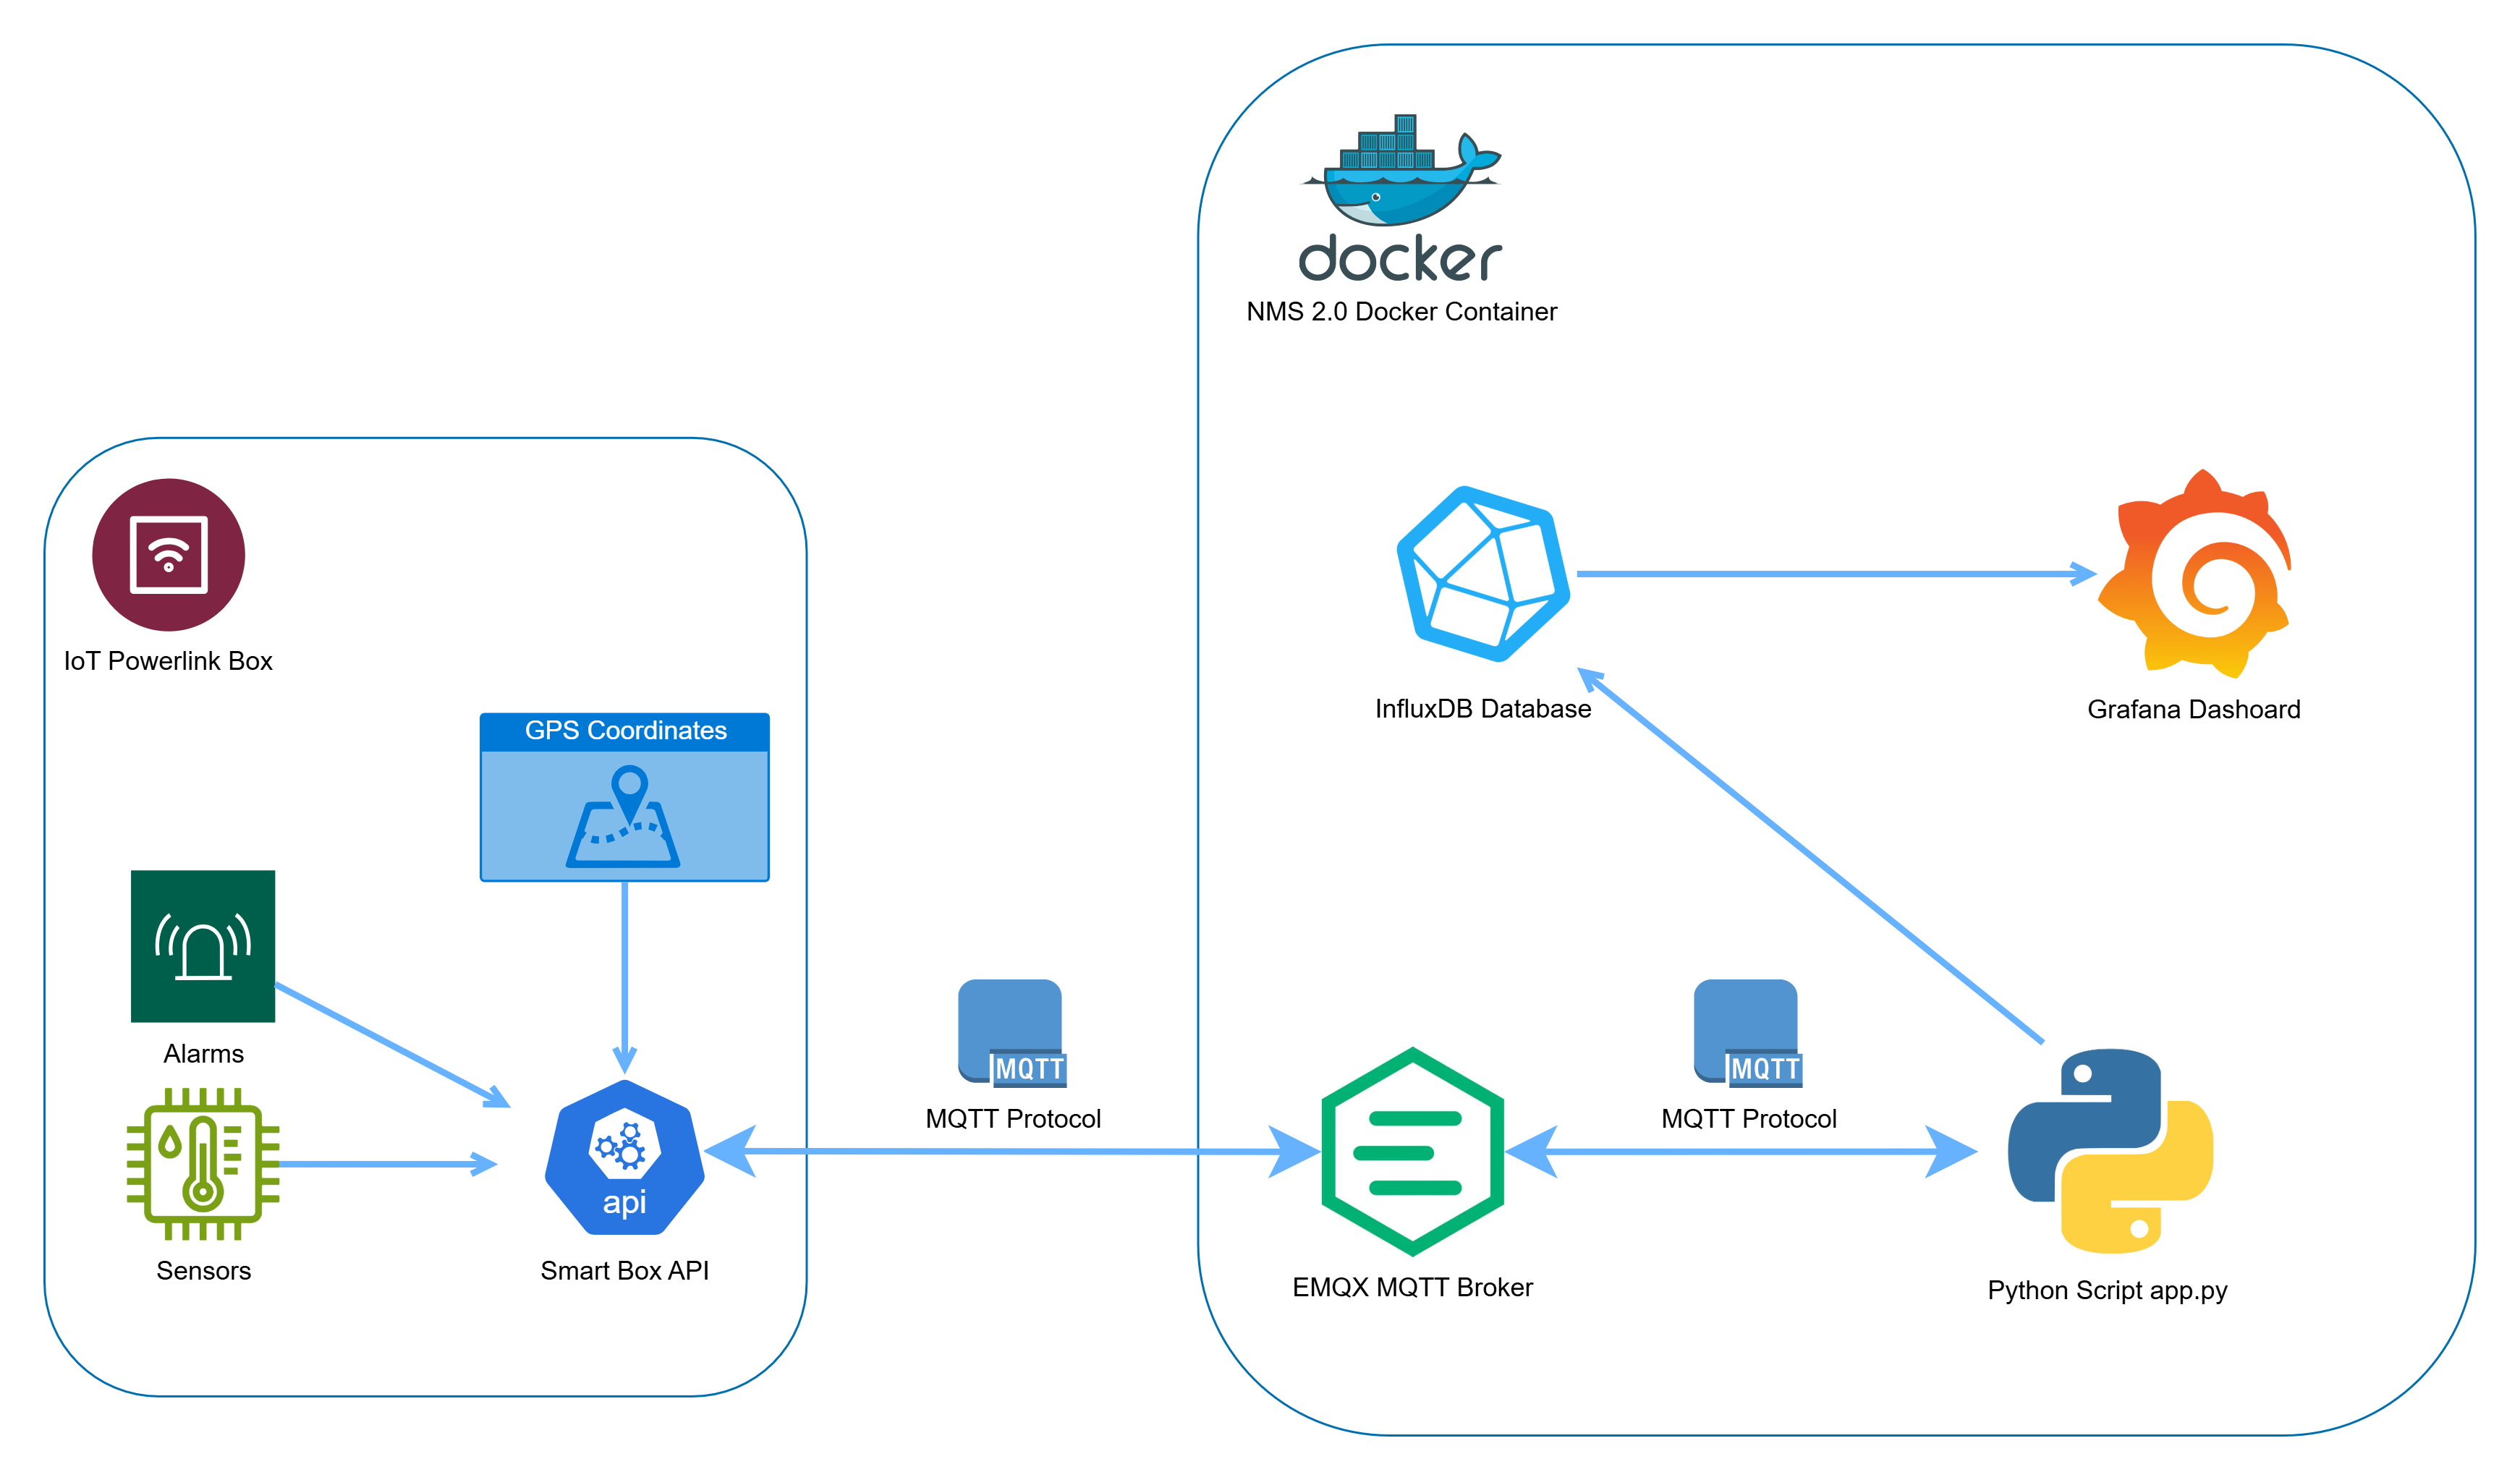 docker
NMS 2.0 Docker Container
IoT Powerlink Box
GPS Coordinates
InfluxDB Database
Grafana Dashoard
Alarms
MQTT
MQTT Protocol
MQTT
MQTT Protocol
api
Sensors
Smart Box API
EMQX MQTT Broker
Python Script app.py